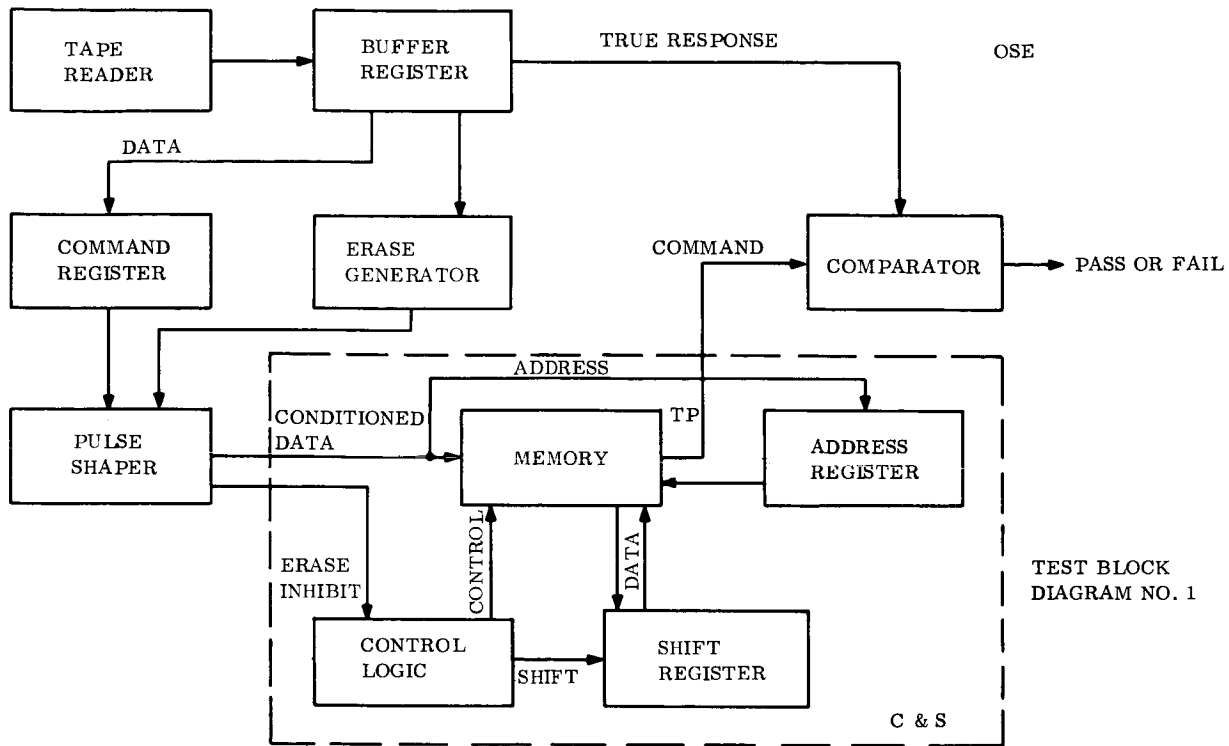 TAPE
READER
BUFFER
REGISTER
TRUE RESPONSE
OSE
DATA
COMMAND
REGISTER
ERASE
GENERATOR
COMMAND
COMPARATOR
PASS OR FAIL
ADDRESS
PULSE
SHAPER
CONDITIONED
DATA
TP
MEMORY
ADDRESS
REGISTER
ERASE
INHIBIT
CONTROL
DATA
TEST BLOCK
DIAGRAM NO. 1
CONTROL
LOGIC
SHIFT
SHIFT
REGISTER
C & S